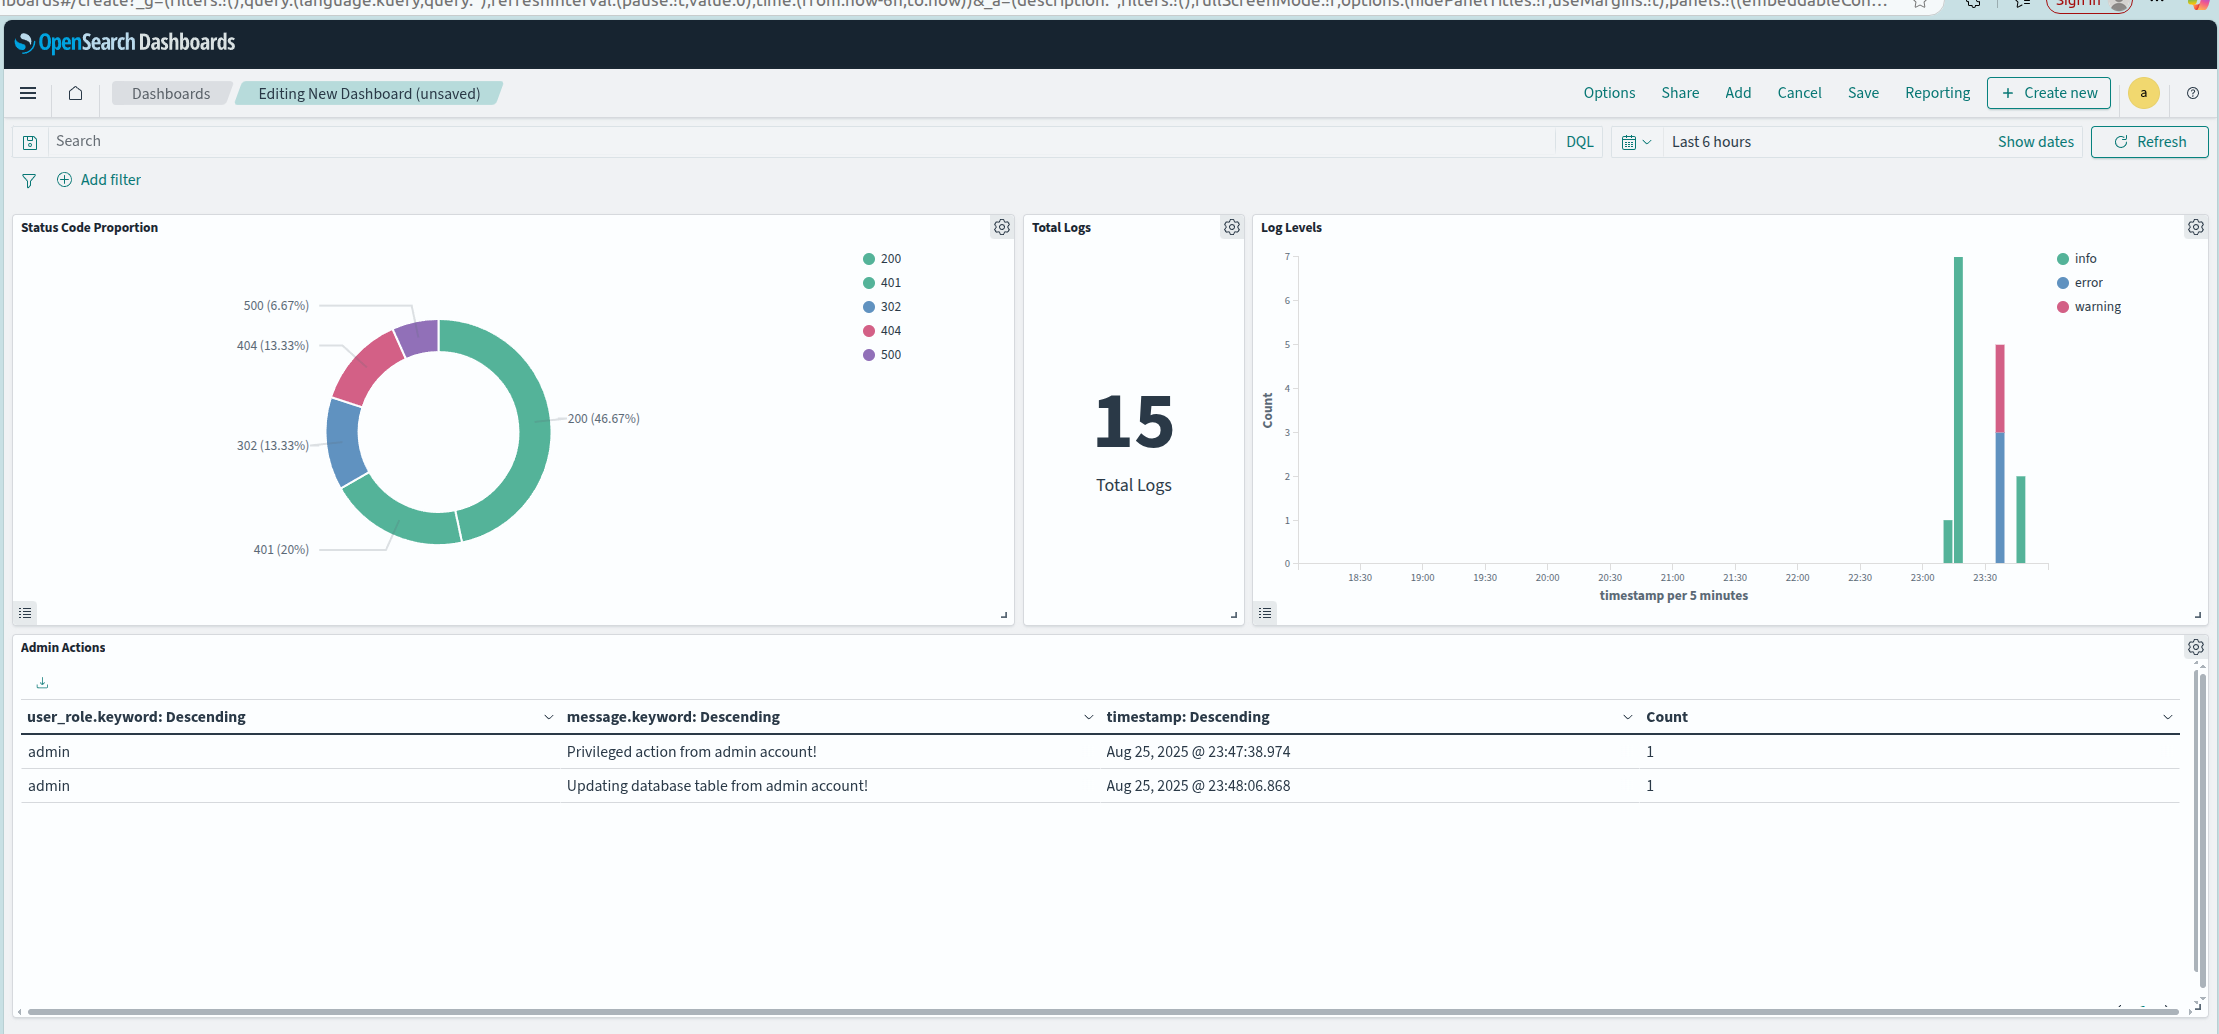 OpenSearch Dashboards
Dashboards
Editing New Dashboard (unsaved)
Options
Share
Add
Cancel
Save
Reporting
Create new
a
Search
DQL
Last 6 hours
Show dates
Refresh
Add filter
Status Code Proportion
200
401
302
404
500
500 (6.67%)
404 (13.33%)
200 (46.67%)
302 (13.33%)
401 (20%)
Total Logs
15
Total Logs
Log Levels
info
error
warning
7
6
5
4
3
2
1
0
Count
18:30
19:00
19:30
20:00
20:30
21:00
21:30
22:00
22:30
23:00
23:30
timestamp per 5 minutes
Admin Actions
user_role.keyword: Descending
message.keyword: Descending
timestamp: Descending
Count
admin
Privileged action from admin account!
Aug 25, 2025 @ 23:47:38.974
1
admin
Updating database table from admin account!
Aug 25, 2025 @ 23:48:06.868
1